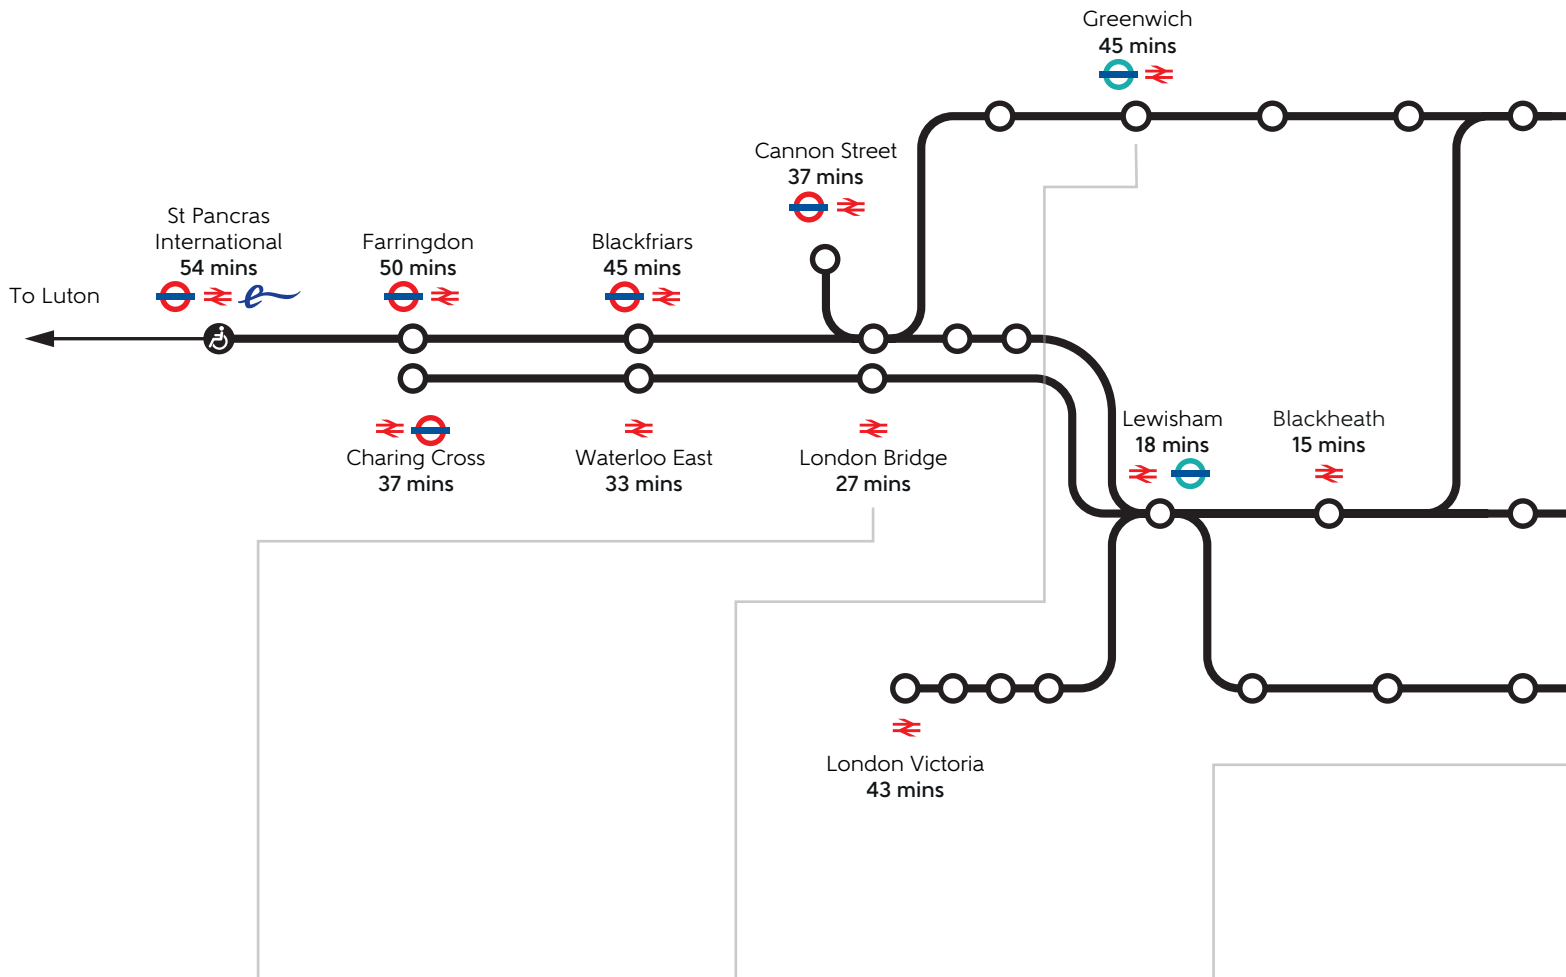 Greenwich
45 mins
Cannon Street
37 mins
St Pancras
International
54 mins
Farringdon
50 mins
Blackfriars
45 mins
To Luton
Charing Cross
37 mins
Waterloo East
33 mins
London Bridge
27 mins
Lewisham
18 mins
Blackheath
15 mins
London Victoria
43 mins